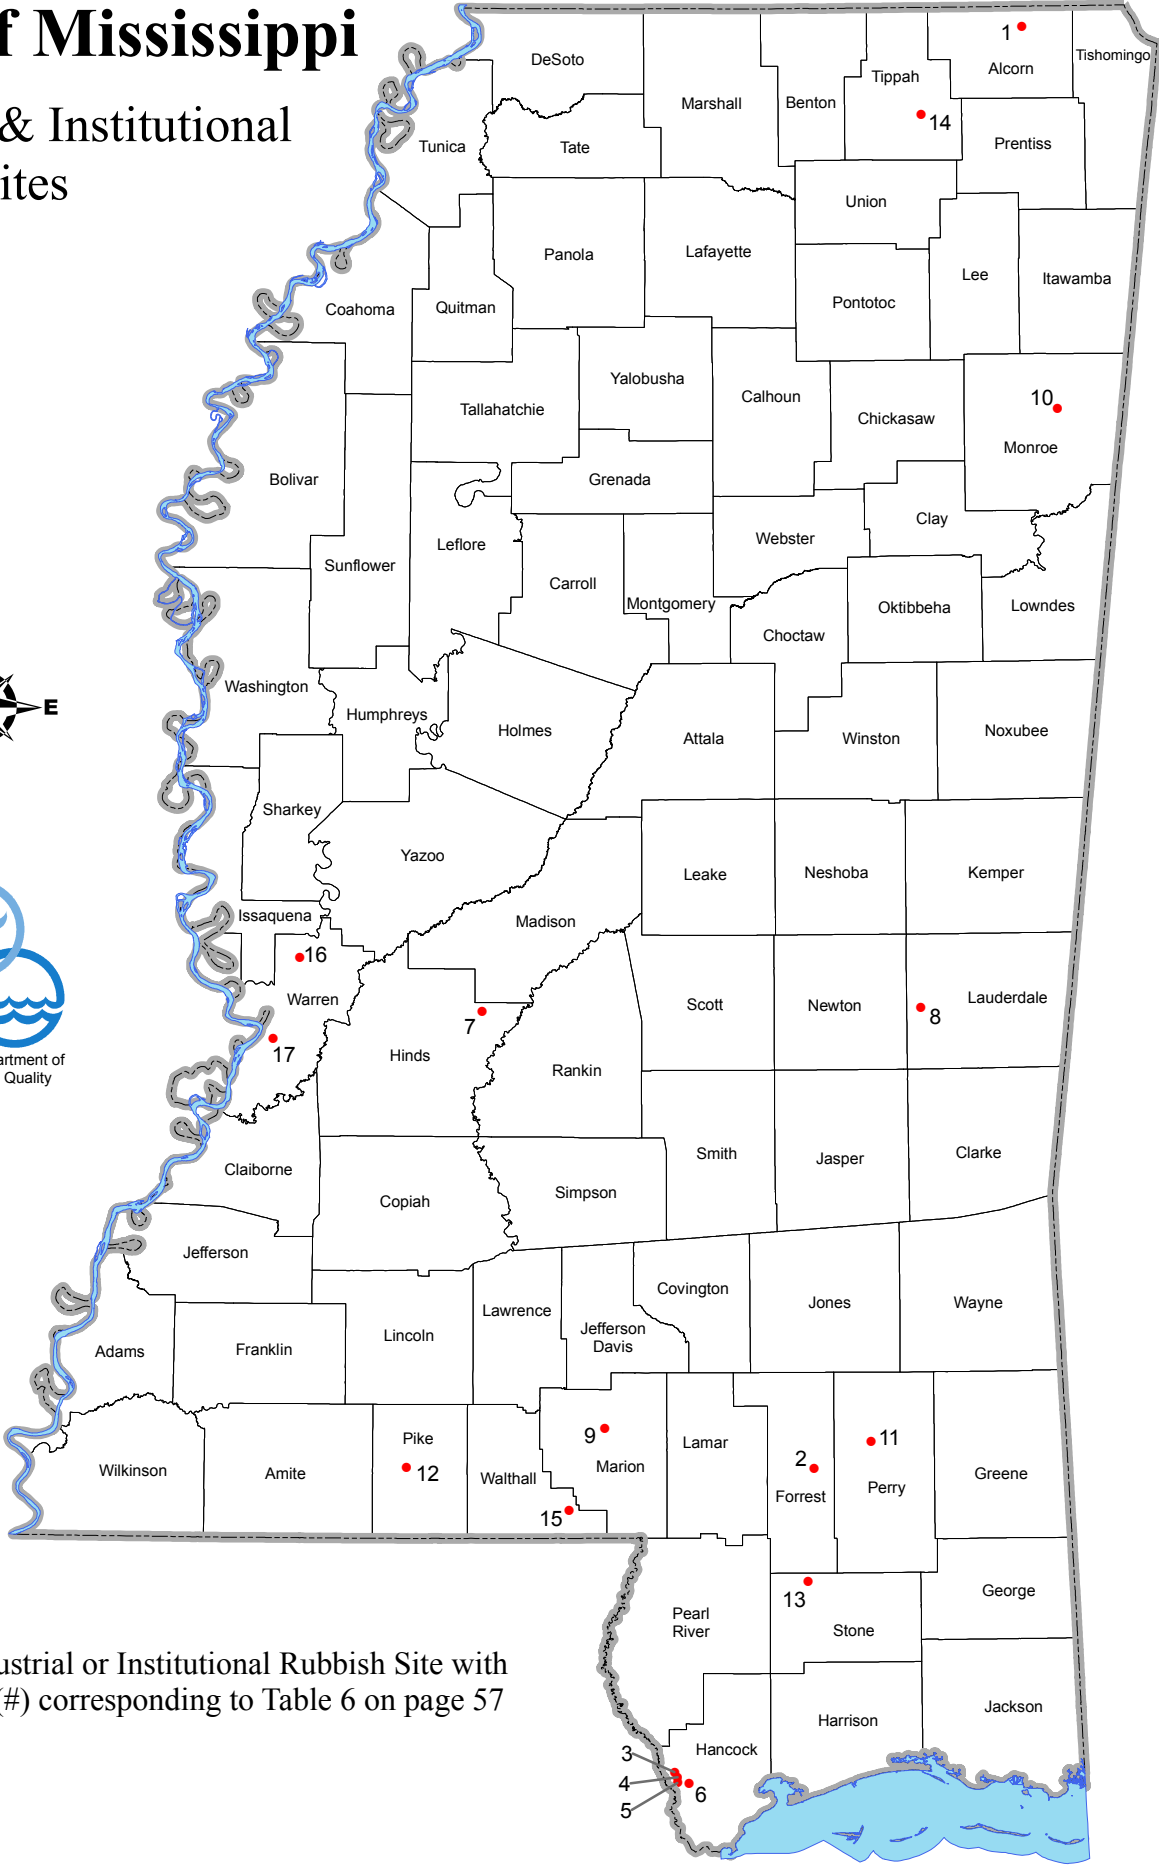 f Mississippi
& Institutional
ites
DeSoto
Marshall
Benton
Tippah
1
Alcorn
Tishomingo
14
Prentiss
Tunica
Tate
Union
Panola
Lafayette
Lee
Itawamba
Pontotoc
Coahoma
Quitman
Yalobusha
Calhoun
Tallahatchie
Chickasaw
10
Monroe
Bolivar
Grenada
Clay
Webster
Leflore
Sunflower
Carroll
Montgomery
Oktibbeha
Lowndes
Choctaw
Washington
E
Humphreys
Holmes
Attala
Winston
Noxubee
Sharkey
Yazoo
Leake
Neshoba
Kemper
Issaquena
Madison
16
Warren
7
Scott
Newton
Lauderdale
8
17
Hinds
Rankin
artment of
Quality
Smith
Jasper
Clarke
Claiborne
Copiah
Simpson
Jefferson
Lawrence
Covington
Jones
Wayne
Jefferson
Davis
Lincoln
Adams
Franklin
9
Pike
12
Wilkinson
Amite
Walthall
Marion
Lamar
2
Forrest
11
Perry
Greene
15
13
George
Pearl
River
Stone
ustrial or Institutional Rubbish Site with
(#) corresponding to Table 6 on page 57
Jackson
Harrison
Hancock
3
4
5
6